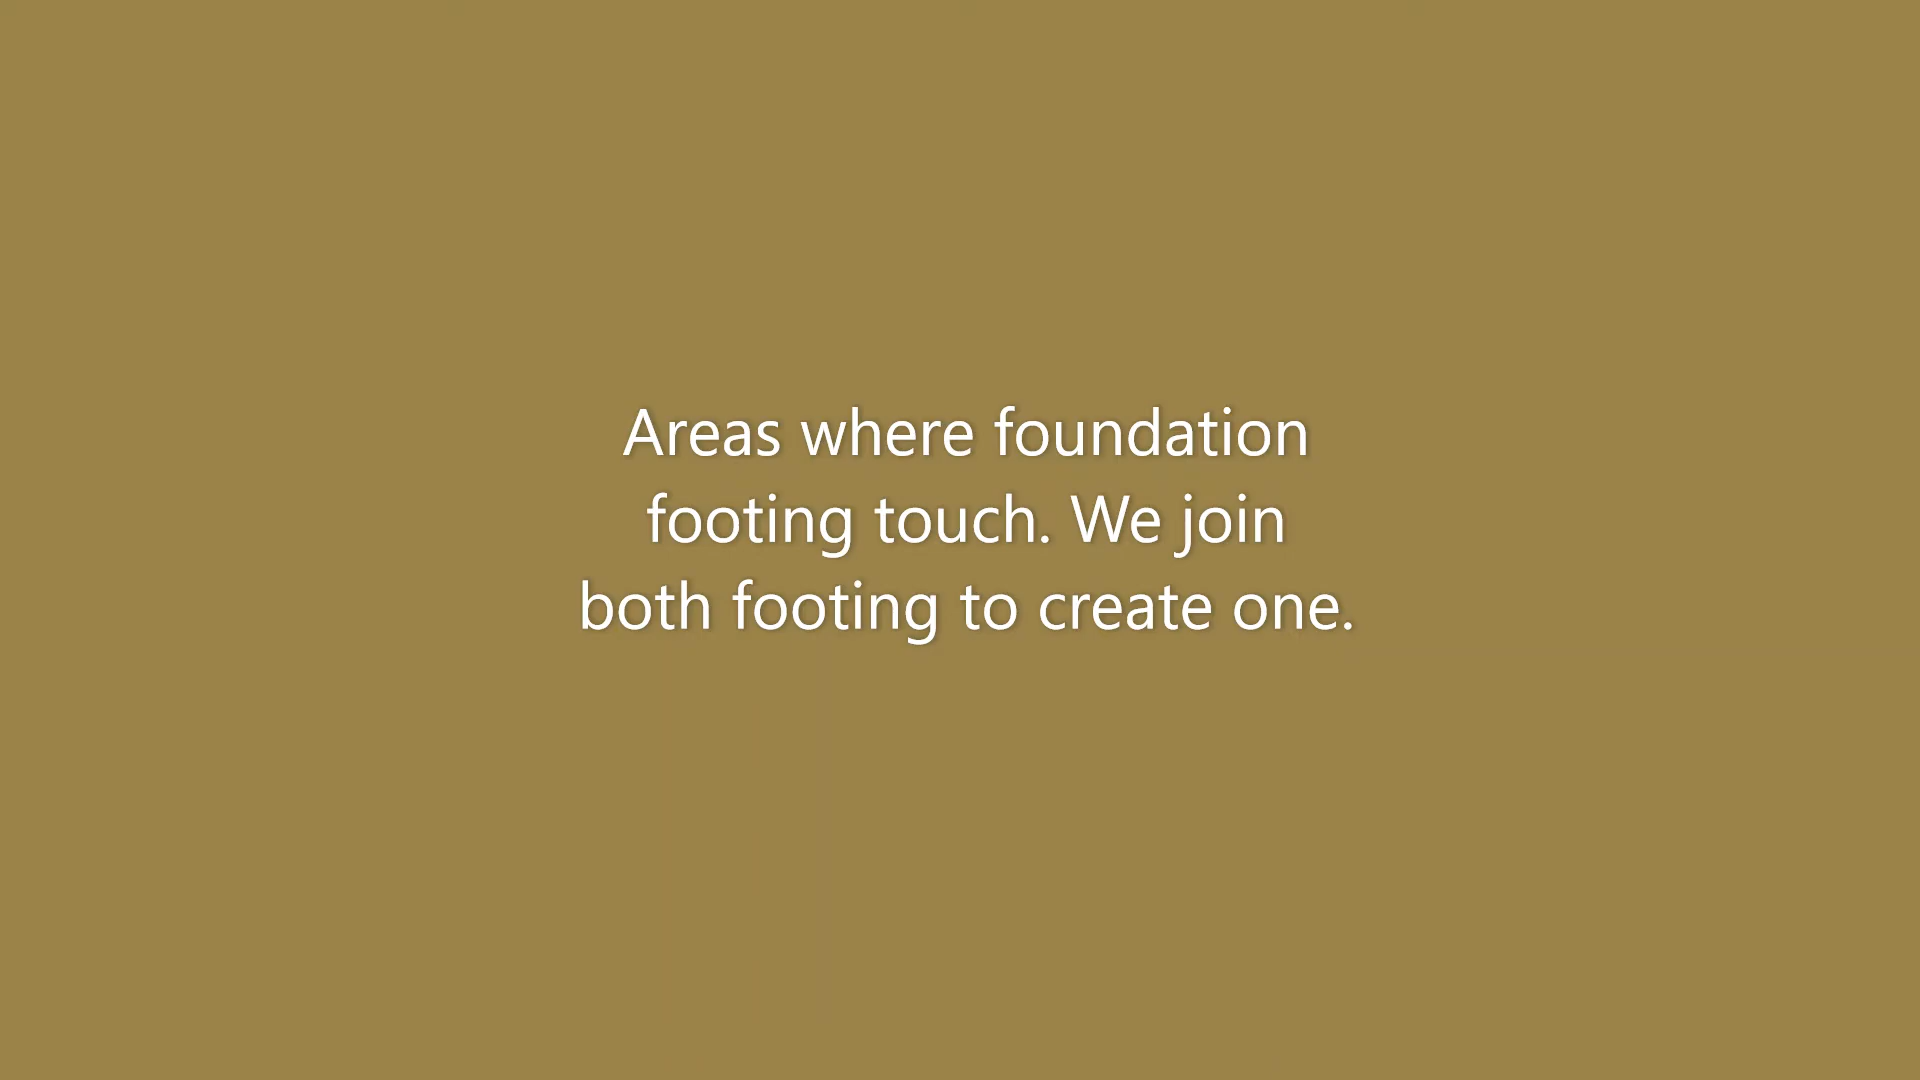 Areas where foundation
footing touch. We join
both footing to create one.